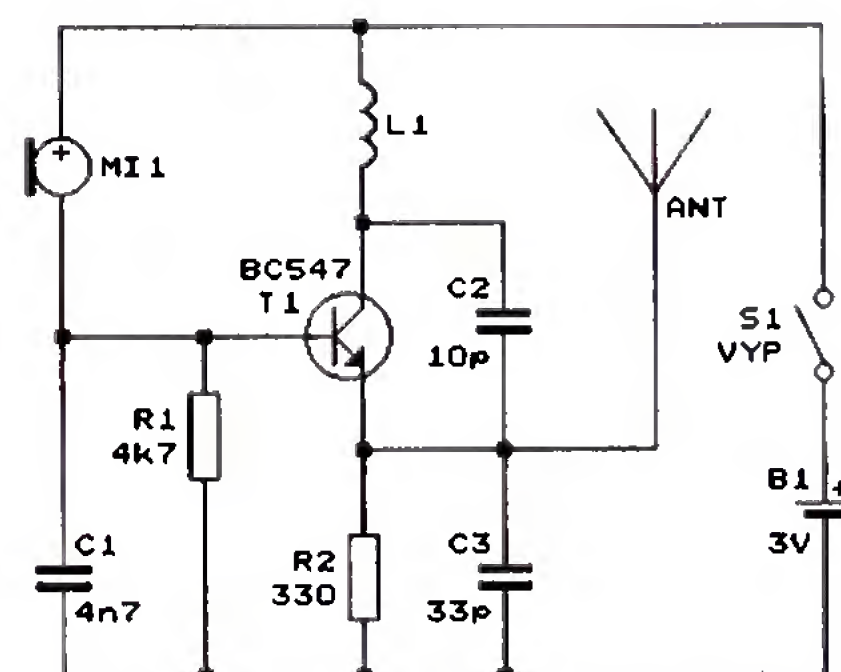 L1
+
MI1
ANT
BC547
T1
C2
10p
S1
VYP
R1
4k7
B1
+
3V
C1
4n7
R2
330
C3
33p